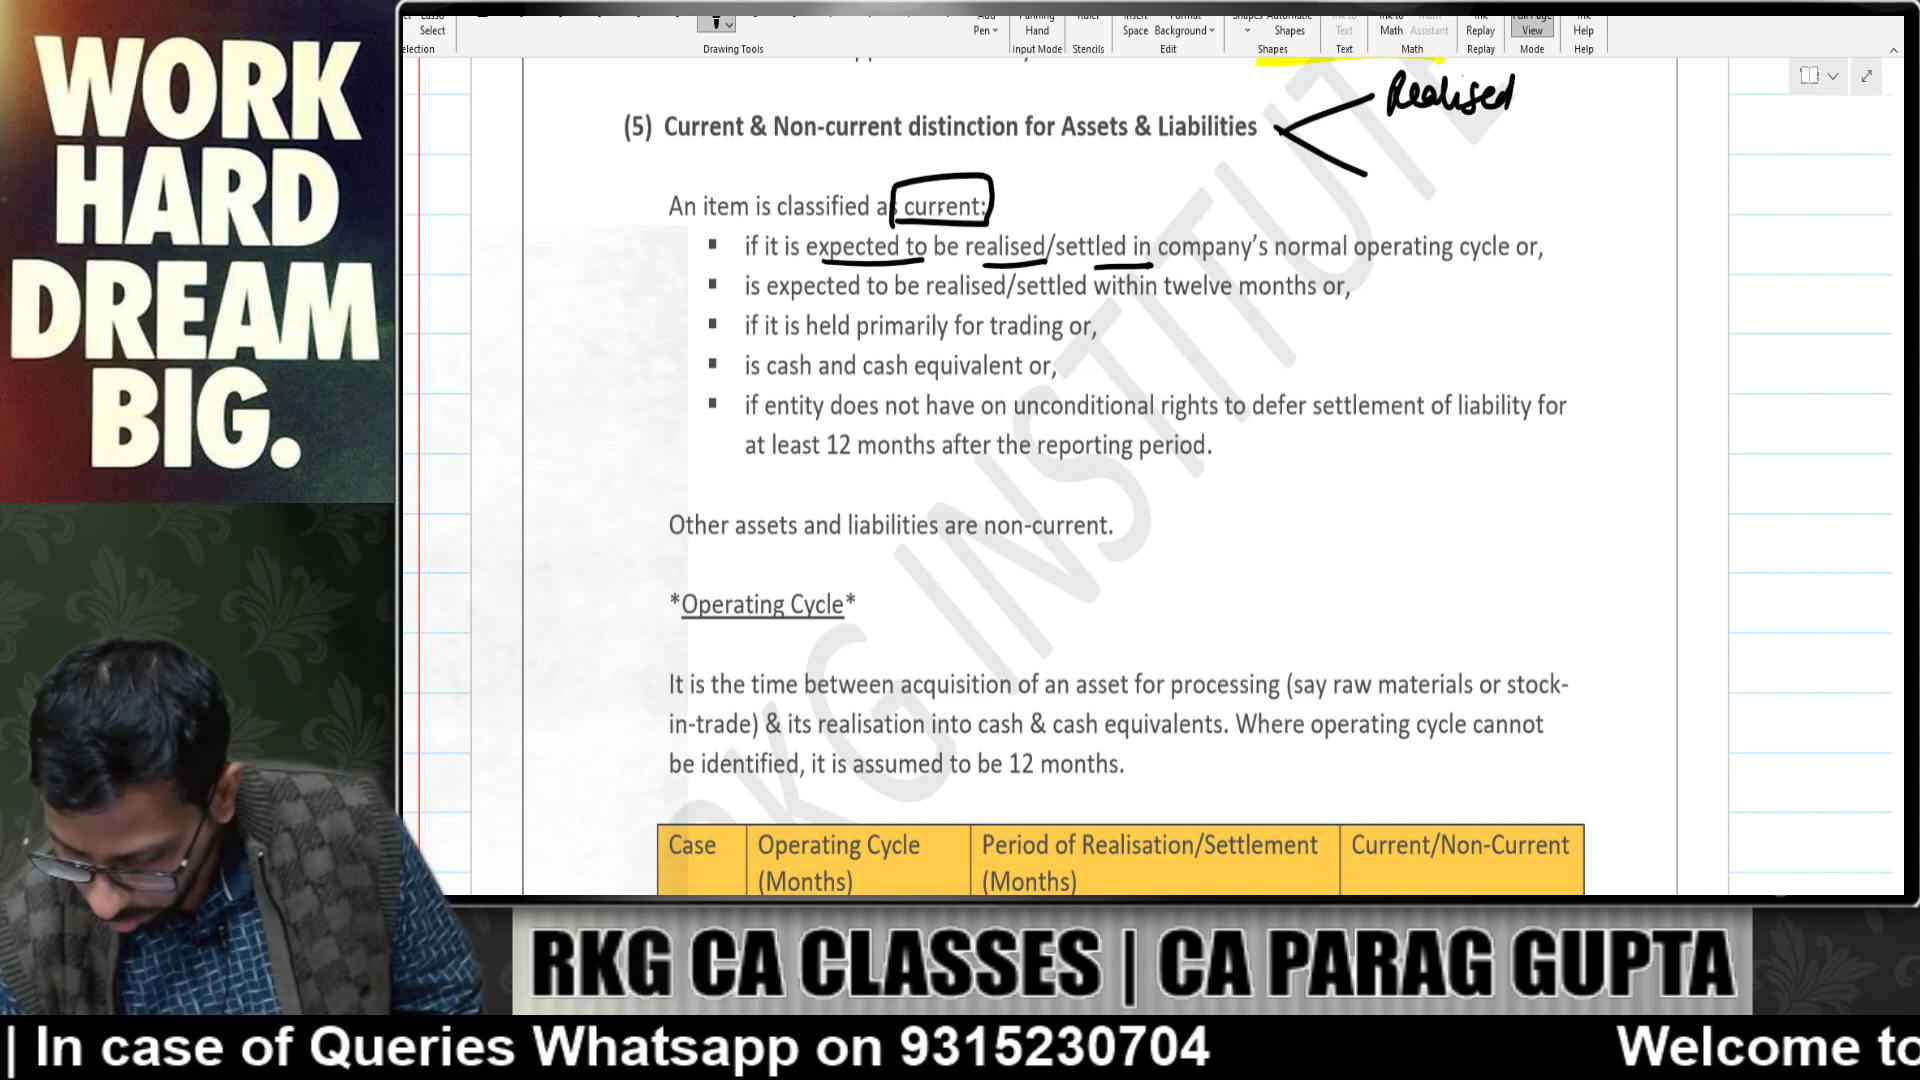 WORK
HARD
DREAM
BIG.
Select
Pen
Hand
Space Background
Shapes
Text
Math Assistant
Replay
View
Help
Drawing Tools
Input Mode Stencils
Edit
Shapes
Text
Math
Replay
Mode
Help
Realised
(5) Current & Non-current distinction for Assets & Liabilities
An item is classified as current:
▪ if it is expected to be realised/settled in company’s normal operating cycle or,
▪ is expected to be realised/settled within twelve months or,
▪ if it is held primarily for trading or,
▪ is cash and cash equivalent or,
▪ if entity does not have on unconditional rights to defer settlement of liability for
at least 12 months after the reporting period.
Other assets and liabilities are non-current.
*Operating Cycle*
It is the time between acquisition of an asset for processing (say raw materials or stock-
in-trade) & its realisation into cash & cash equivalents. Where operating cycle cannot
be identified, it is assumed to be 12 months.
Case Operating Cycle Period of Realisation/Settlement Current/Non-Current
(Months) (Months)
RKG INSTITUTE
RKG CA CLASSES | CA PARAG GUPTA
| In case of Queries Whatsapp on 9315230704 Welcome to